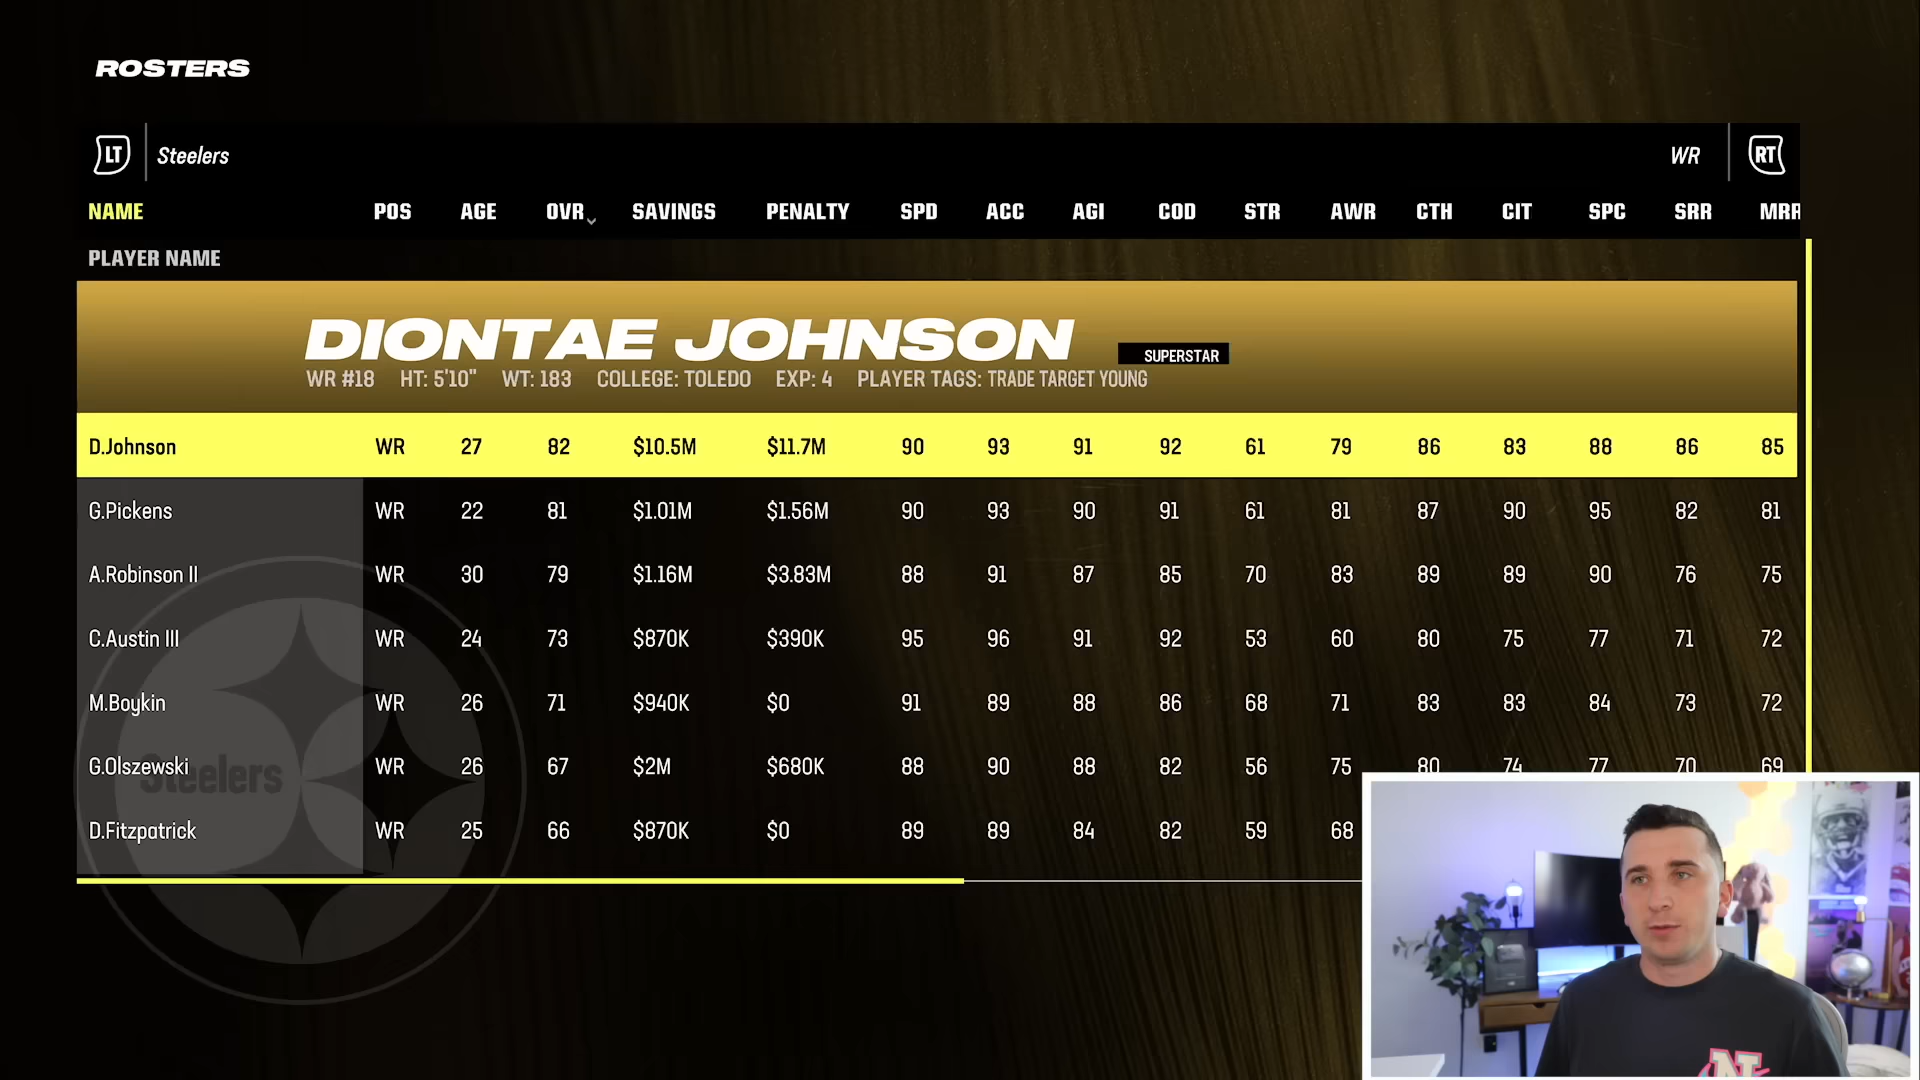 ROSTERS
LT Steelers WR RT
NAME POS AGE OVR SAVINGS PENALTY SPD ACC AGI COD STR AWR CTH CIT SPC SRR MRR
PLAYER NAME
DIONTAE JOHNSON SUPERSTAR
WR #18 HT: 5'10" WT: 183 COLLEGE: TOLEDO EXP: 4 PLAYER TAGS: TRADE TARGET YOUNG
D.Johnson WR 27 82 $10.5M $11.7M 90 93 91 92 61 79 86 83 88 86 85
G.Pickens WR 22 81 $1.01M $1.56M 90 93 90 91 61 81 87 90 95 82 81
A.Robinson II WR 30 79 $1.16M $3.83M 88 91 87 85 70 83 89 89 90 76 75
C.Austin III WR 24 73 $870K $390K 95 96 91 92 53 60 80 75 77 71 72
M.Boykin WR 26 71 $940K $0 91 89 88 86 68 71 83 83 84 73 72
G.Olszewski WR 26 67 $2M $680K 88 90 88 82 56 75 80 74 77 70 69
Steelers
D.Fitzpatrick WR 25 66 $870K $0 89 89 84 82 59 68
N